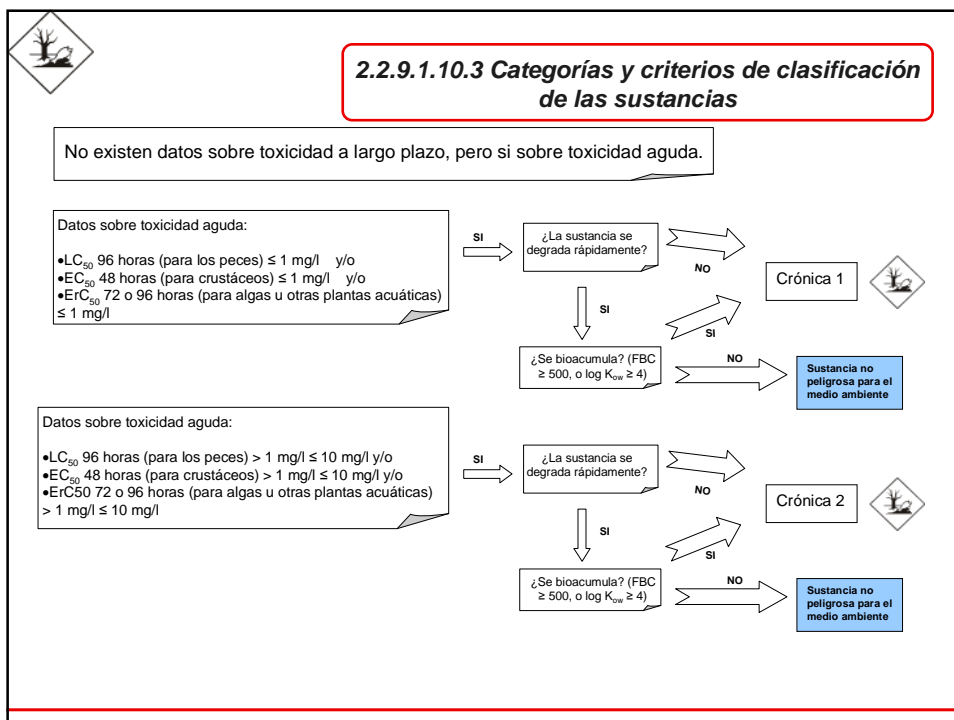 2.2.9.1.10.3 Categorías y criterios de clasificación
de las sustancias
No existen datos sobre toxicidad a largo plazo, pero si sobre toxicidad aguda.
Datos sobre toxicidad aguda:
•LC50 96 horas (para los peces) ≤ 1 mg/l y/o
•EC50 48 horas (para crustáceos) ≤ 1 mg/l y/o
•ErC50 72 o 96 horas (para algas u otras plantas acuáticas)
≤ 1 mg/l
SI
¿La sustancia se
degrada rápidamente?
NO
Crónica 1
SI
SI
¿Se bioacumula? (FBC
≥ 500, o log Kow ≥ 4)
NO
Sustancia no
peligrosa para el
medio ambiente
Datos sobre toxicidad aguda:
•LC50 96 horas (para los peces) > 1 mg/l ≤ 10 mg/l y/o
•EC50 48 horas (para crustáceos) > 1 mg/l ≤ 10 mg/l y/o
•ErC50 72 o 96 horas (para algas u otras plantas acuáticas)
> 1 mg/l ≤ 10 mg/l
SI
¿La sustancia se
degrada rápidamente?
NO
Crónica 2
SI
SI
¿Se bioacumula? (FBC
≥ 500, o log Kow ≥ 4)
NO
Sustancia no
peligrosa para el
medio ambiente